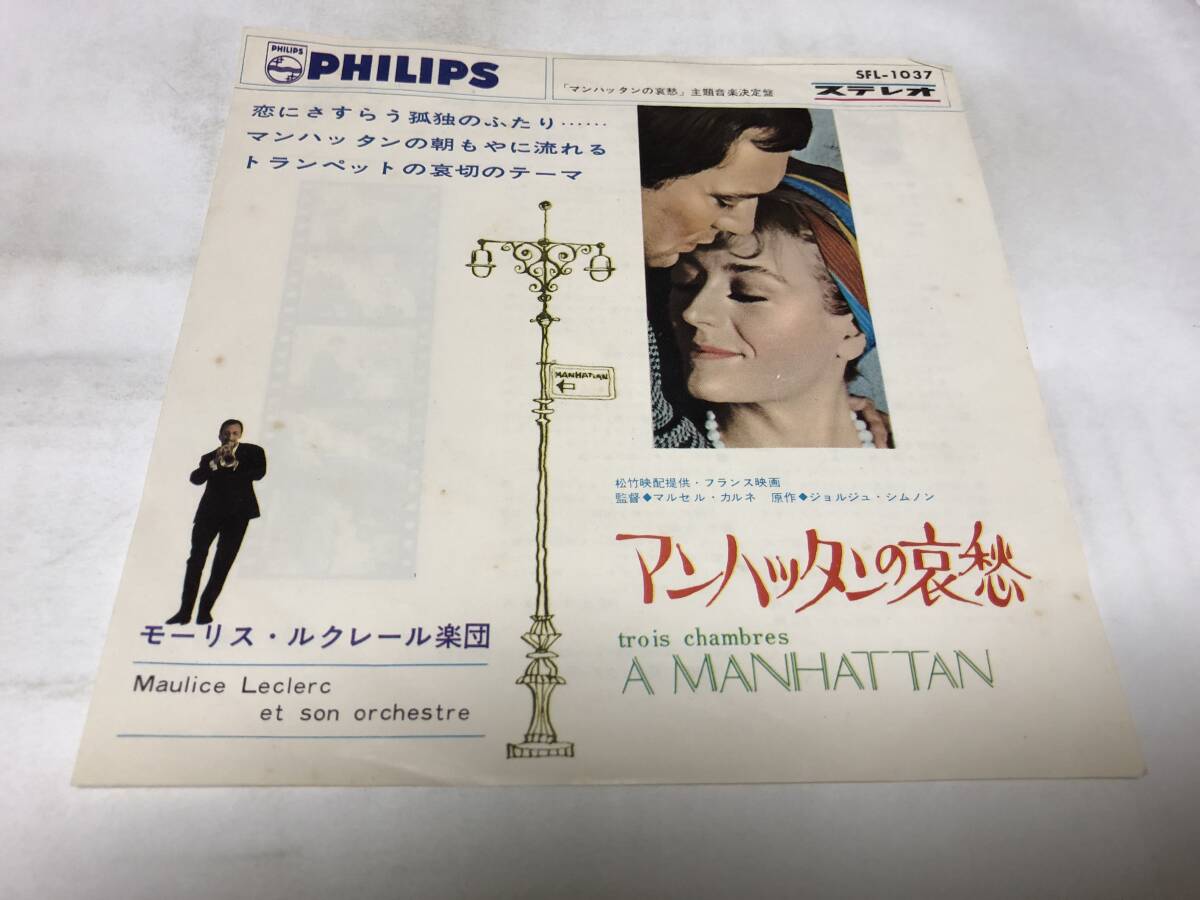 PHILIPS
PHILIPS
「マンハッタンの哀愁」主題音楽決定盤
SFL-1037
ステレオ
恋にさすらう孤独のふたり……
マンハッタンの朝もやに流れる
トランペットの哀切のテーマ
MANHATTAN
松竹映配提供・フランス映画
監督◆マルセル・カルネ 原作◆ジョルジュ・シムノン
マンハッタンの哀愁
trois chambres
A MANHATTAN
モーリス・ルクレール楽団
Maulice Leclerc
et son orchestre